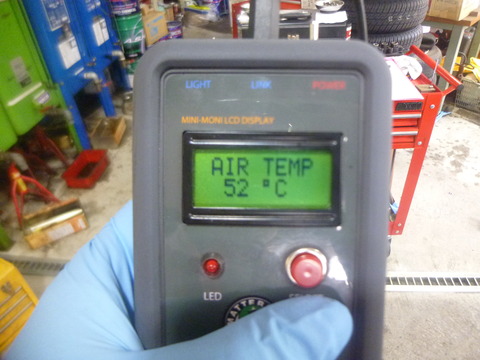 LIGHT LINK POWER
MINI-MONI LCD DISPLAY
AIR TEMP
52 °C
LED